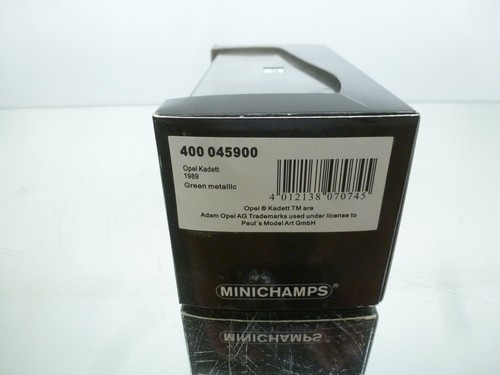 400 045900
Opel Kadett
1989
Green metallic
4 012138 070745
Opel ® Kadett TM are
Adam Opel AG Trademarks used under license to
Paul's Model Art GmbH
MINICHAMPS®
MINICHAMPS